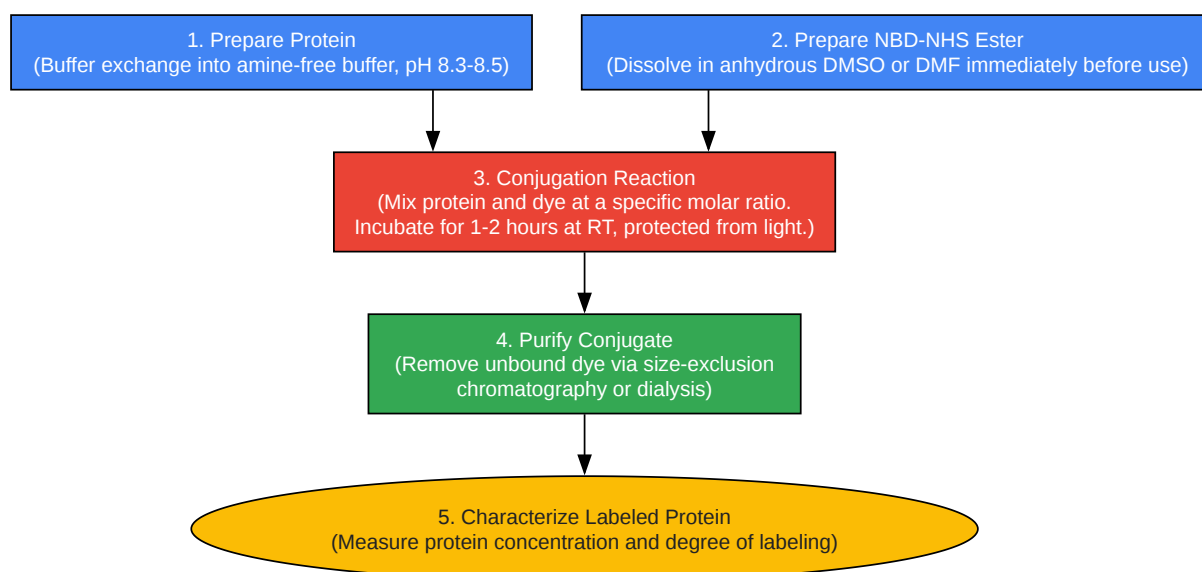 1. Prepare Protein
(Buffer exchange into amine-free buffer, pH 8.3-8.5)
2. Prepare NBD-NHS Ester
(Dissolve in anhydrous DMSO or DMF immediately before use)
3. Conjugation Reaction
(Mix protein and dye at a specific molar ratio.
Incubate for 1-2 hours at RT, protected from light.)
4. Purify Conjugate
(Remove unbound dye via size-exclusion
chromatography or dialysis)
5. Characterize Labeled Protein
(Measure protein concentration and degree of labeling)